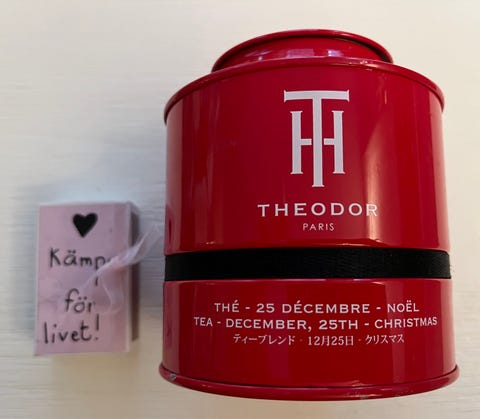 Kämpa
för
livet!
TH
THEODOR
PARIS
THÉ - 25 DÉCEMBRE - NOËL
TEA - DECEMBER, 25TH - CHRISTMAS
ティーブレンド · 12月25日 · クリスマス